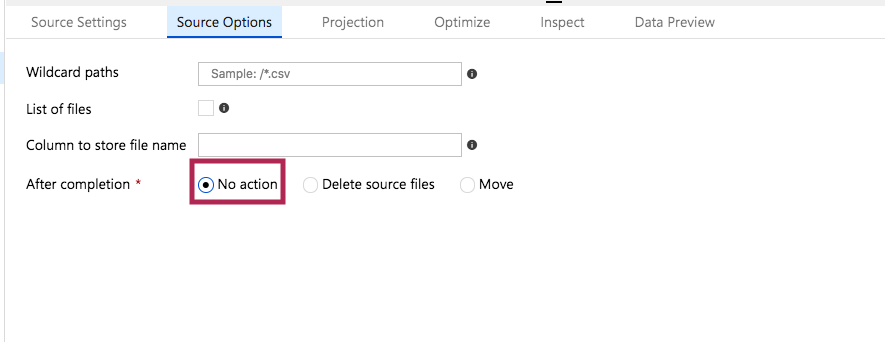 Source Settings Source Options Projection Optimize Inspect Data Preview
Wildcard paths Sample: /*.csv
List of files
Column to store file name
After completion * No action Delete source files Move